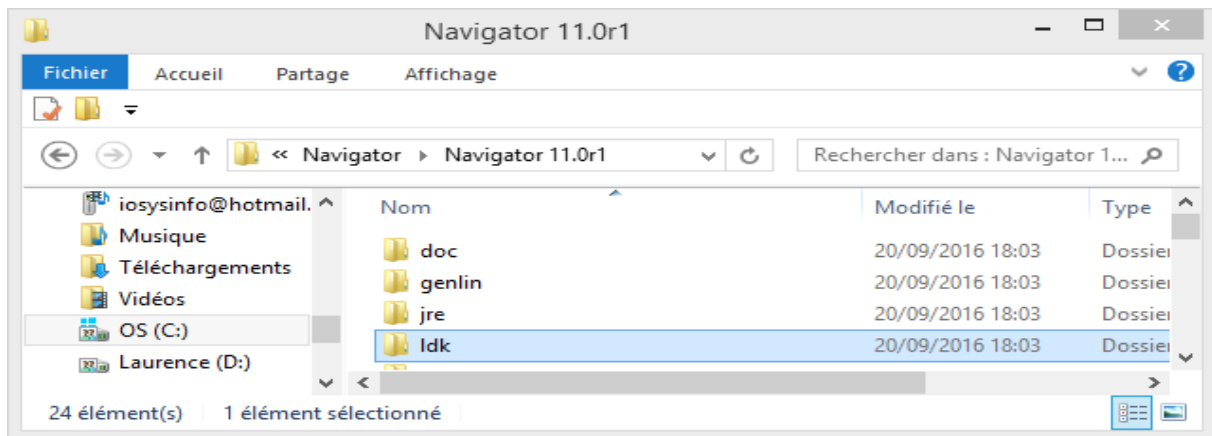 Navigator 11.0r1
Fichier Accueil Partage Affichage
« Navigator Navigator 11.0r1 Rechercher dans : Navigator 1...
iosysinfo@hotmail.
Musique
Téléchargements
Vidéos
OS (C:)
Laurence (D:)
Nom Modifié le Type
doc 20/09/2016 18:03 Dossier
genlin 20/09/2016 18:03 Dossier
jre 20/09/2016 18:03 Dossier
ldk 20/09/2016 18:03 Dossier
24 élément(s) 1 élément sélectionné